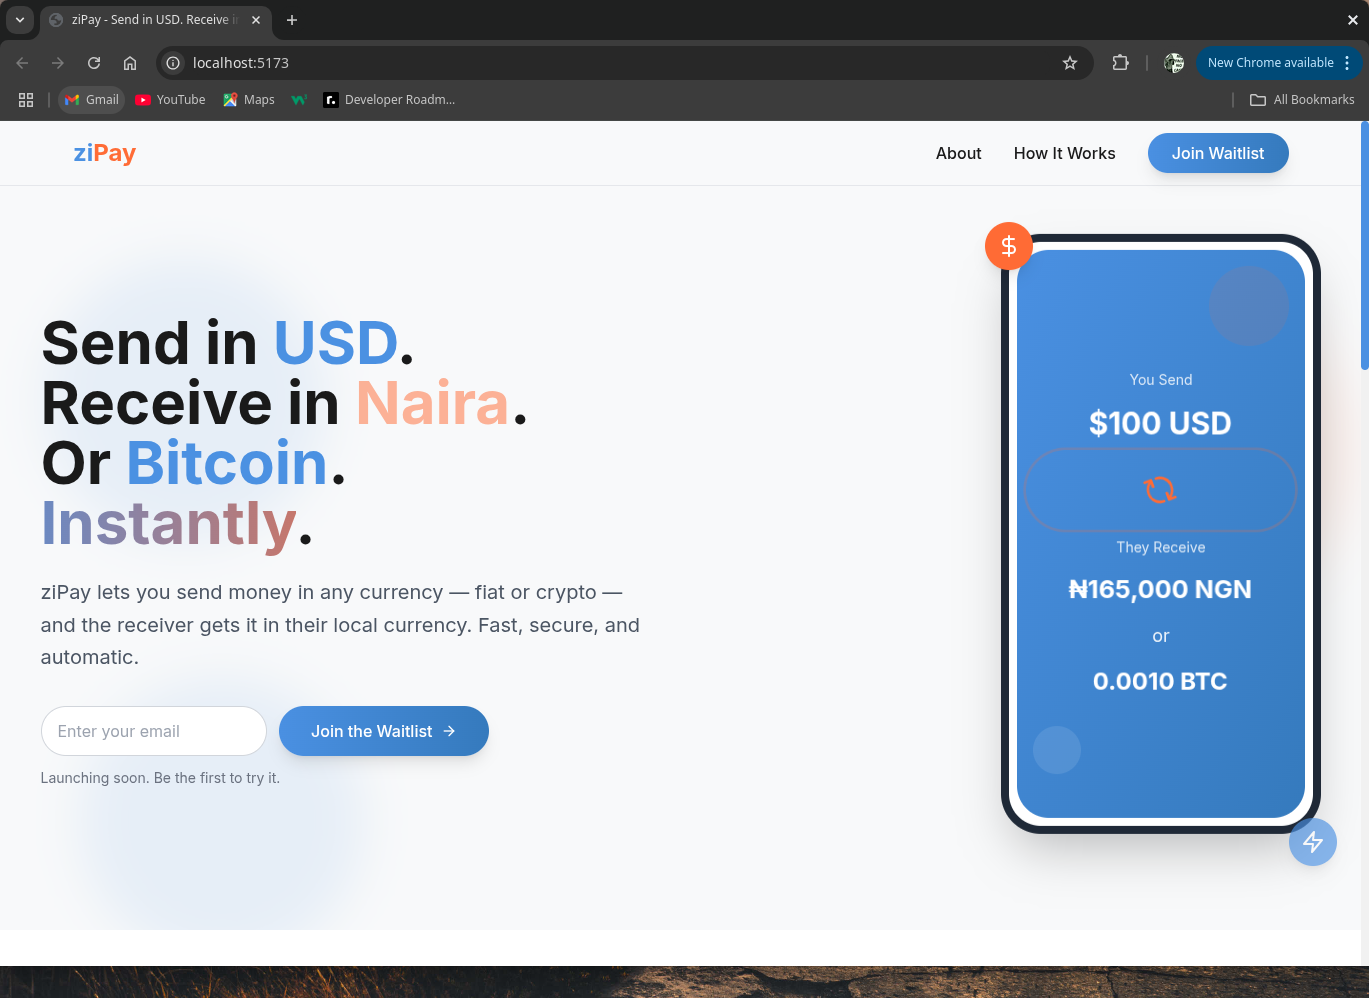 ziPay - Send in USD. Receive in
localhost:5173
New Chrome available
Gmail
YouTube
Maps
Developer Roadm...
All Bookmarks
ziPay
About
How It Works
Join Waitlist
Send in USD.
Receive in Naira.
Or Bitcoin.
Instantly.
ziPay lets you send money in any currency — fiat or crypto —
and the receiver gets it in their local currency. Fast, secure, and
automatic.
Enter your email
Join the Waitlist
Launching soon. Be the first to try it.
$
You Send
$100 USD
They Receive
₦165,000 NGN
or
0.0010 BTC